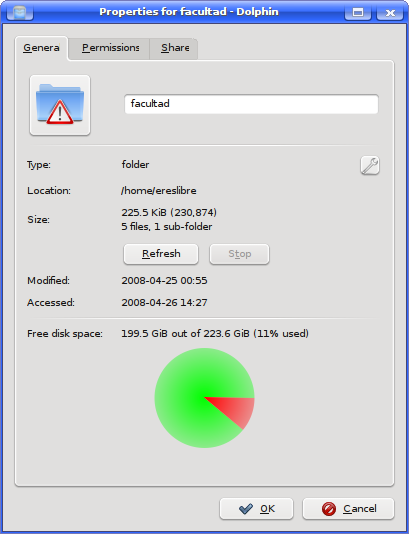 Properties for facultad - Dolphin
Genera Permissions Share
facultad
Type: folder
Location: /home/ereslibre
Size: 225.5 KiB (230,874)
5 files, 1 sub-folder
Refresh Stop
Modified: 2008-04-25 00:55
Accessed: 2008-04-26 14:27
Free disk space: 199.5 GiB out of 223.6 GiB (11% used)
OK Cancel